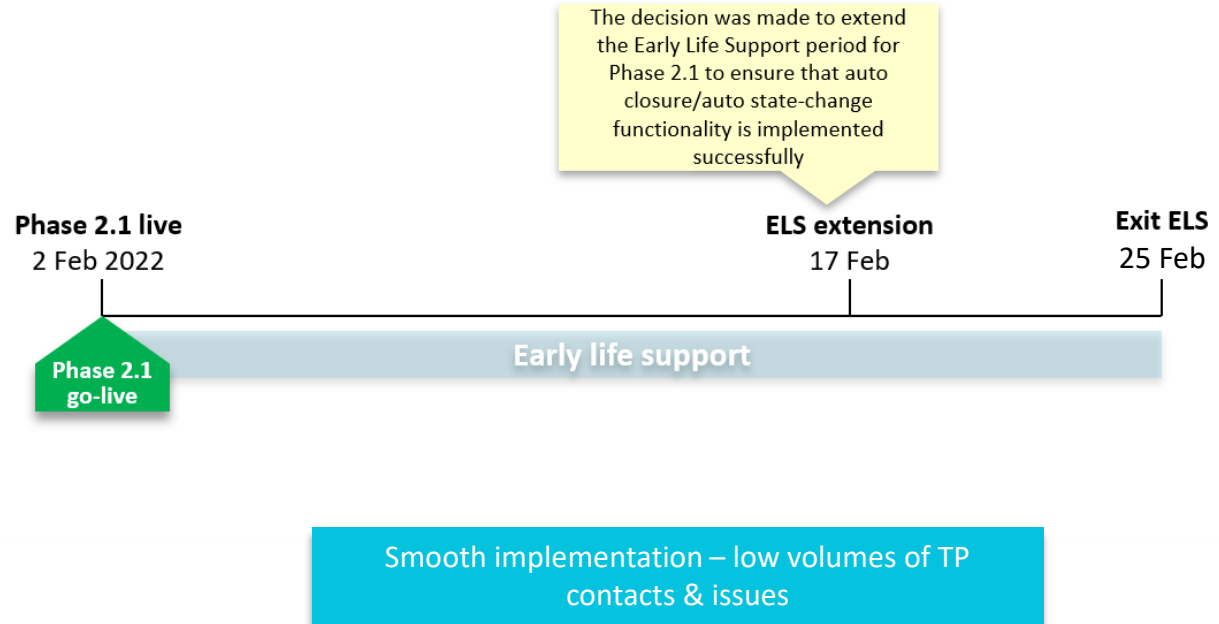 The decision was made to extend
the Early Life Support period for
Phase 2.1 to ensure that auto
closure/auto state-change
functionality is implemented
successfully
Phase 2.1 live
2 Feb 2022
ELS extension
17 Feb
Exit ELS
25 Feb
Early life support
Phase 2.1
go-live
Smooth implementation – low volumes of TP
contacts & issues